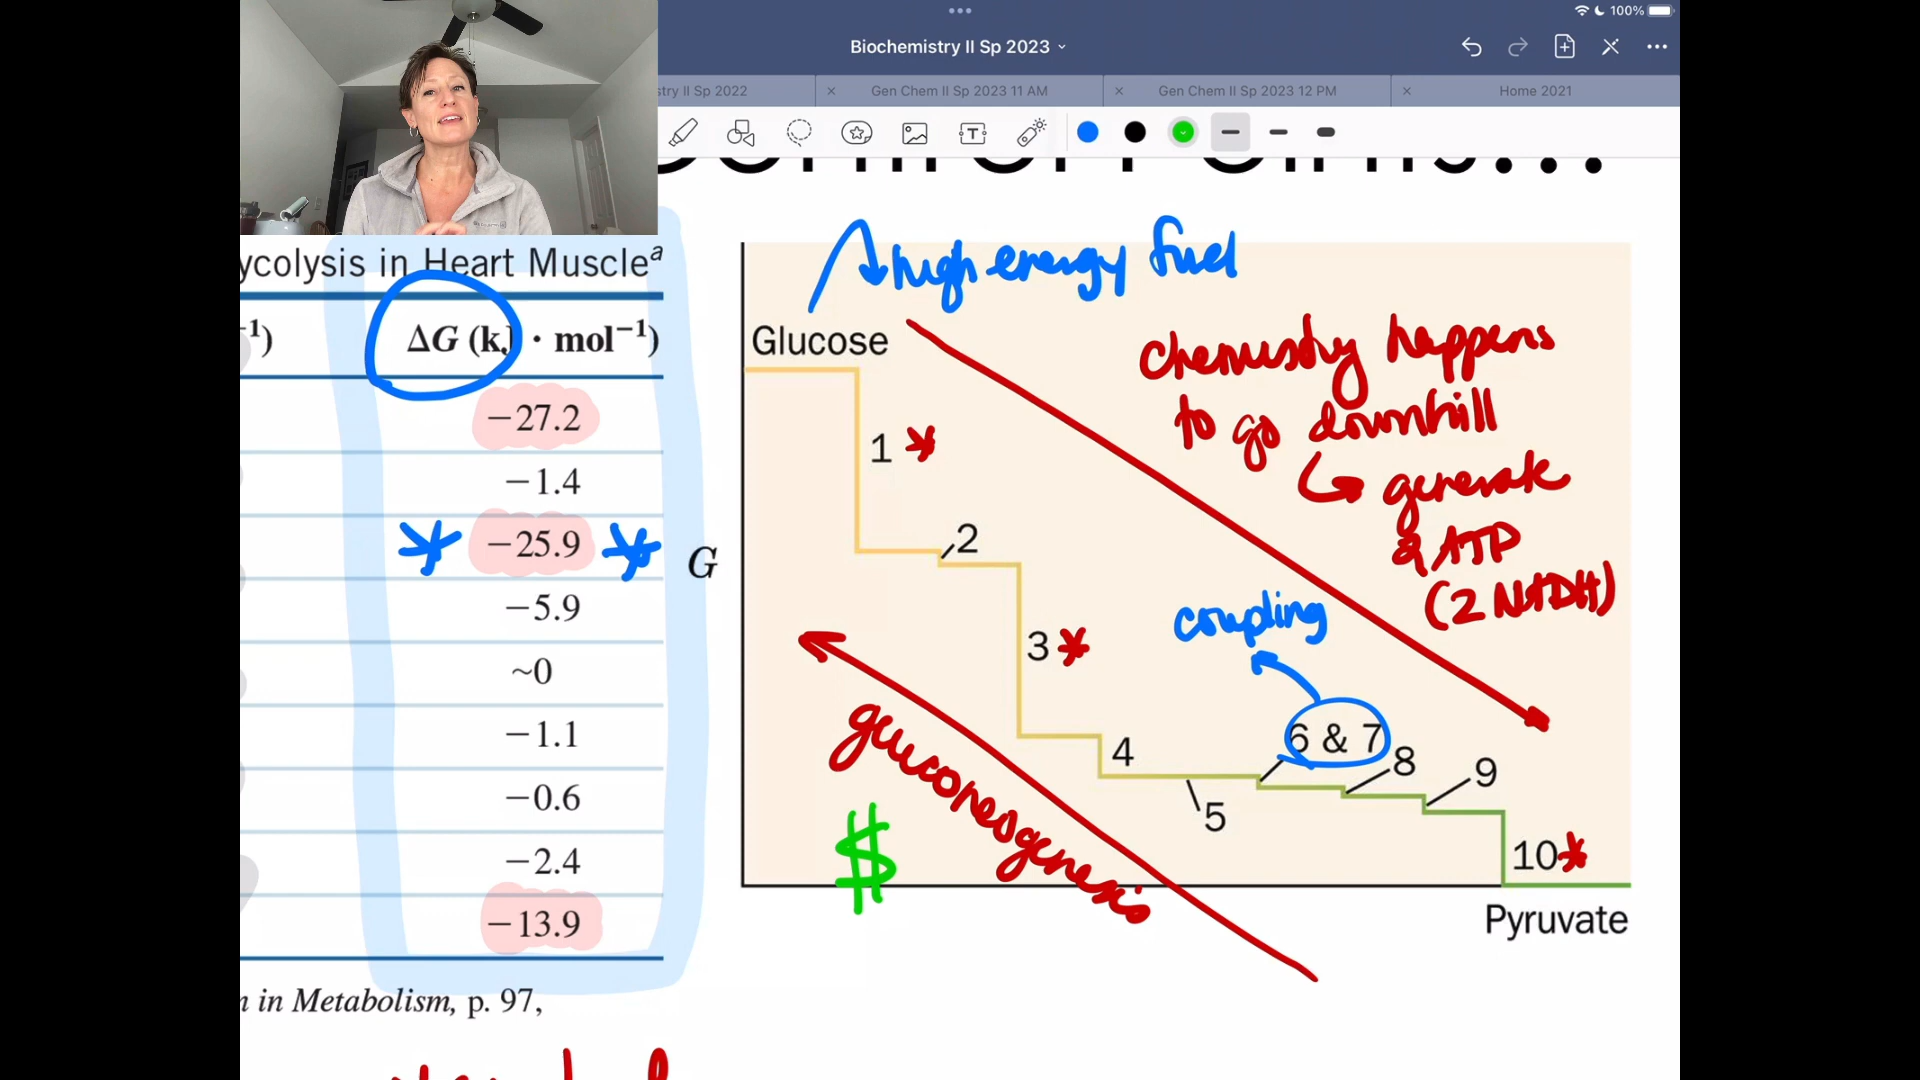 100%
Biochemistry II Sp 2023
stry II Sp 2022
Gen Chem II Sp 2023 11 AM
Gen Chem II Sp 2023 12 PM
Home 2021
ycolysis in Heart Muscleᵃ
⁻¹)
ΔG (k · mol⁻¹)
−27.2
−1.4
−25.9
−5.9
~0
−1.1
−0.6
−2.4
−13.9
n in Metabolism, p. 97,
high energy fuel
Glucose
chemistry happens
to go downhill
generate
2 ATP
(2 NADH)
G
1
2
3
4
5
coupling
6 & 7
8
9
10
gluconeogenesis
$
Pyruvate